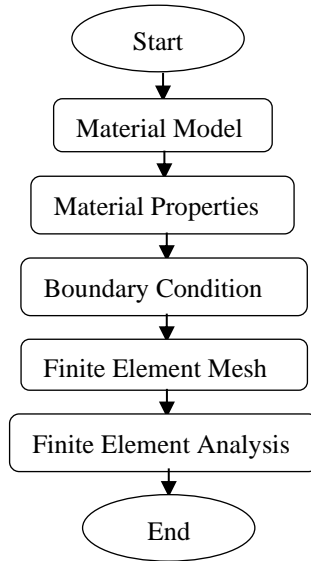 Start
Material Model
Material Properties
Boundary Condition
Finite Element Mesh
Finite Element Analysis
End